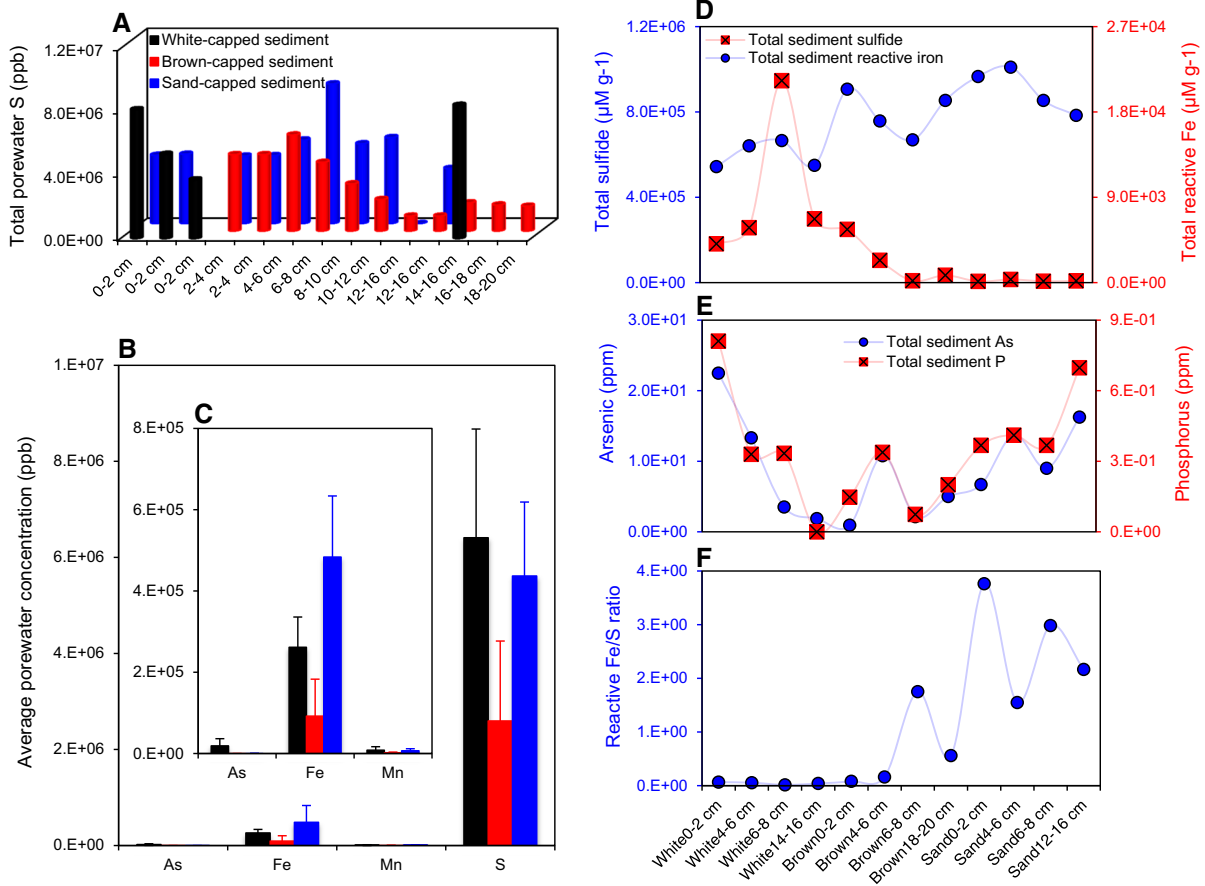 A
White-capped sediment
Brown-capped sediment
Sand-capped sediment
Total porewater S (ppb)
1.2E+07
8.0E+06
4.0E+06
0.0E+00
0-2 cm
0-2 cm
0-2 cm
2-4 cm
2-4 cm
4-6 cm
6-8 cm
8-10 cm
10-12 cm
12-16 cm
14-16 cm
16-18 cm
18-20 cm
B
Average porewater concentration (ppb)
1.E+07
8.E+06
6.E+06
4.E+06
2.E+06
0.E+00
As
Fe
Mn
S
C
8.E+05
6.E+05
4.E+05
2.E+05
0.E+00
As
Fe
Mn
D
Total sediment sulfide
Total sediment reactive iron
Total sulfide (µM g-1)
1.2E+06
8.0E+05
4.0E+05
0.0E+00
2.7E+04
1.8E+04
9.0E+03
0.0E+00
Total reactive Fe (µM g-1)
E
Total sediment As
Total sediment P
Arsenic (ppm)
3.0E+01
2.0E+01
1.0E+01
0.0E+00
9.E-01
6.E-01
3.E-01
0.E+00
Phosphorus (ppm)
F
Reactive Fe/S ratio
4.E+00
3.E+00
2.E+00
1.E+00
0.E+00
White0-2 cm
White4-6 cm
White6-8 cm
White14-16 cm
Brown0-2 cm
Brown4-6 cm
Brown6-8 cm
Brown18-20 cm
Sand0-2 cm
Sand4-6 cm
Sand6-8 cm
Sand12-16 cm